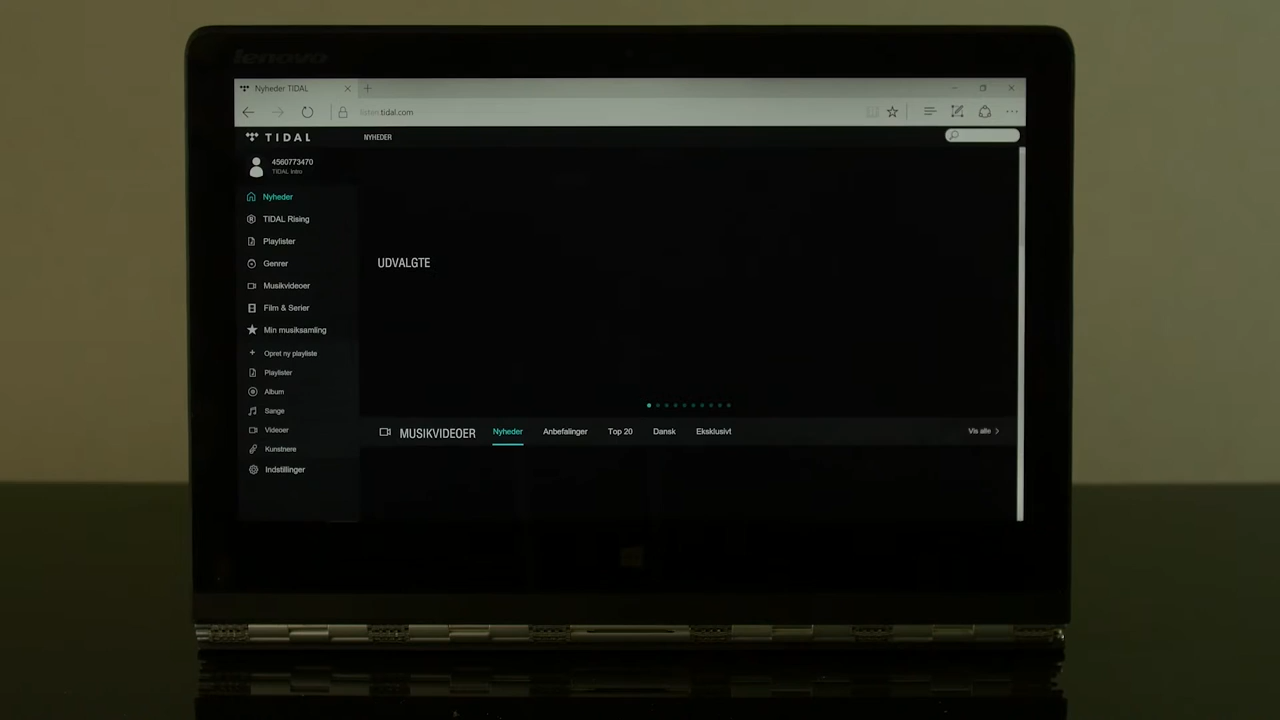 lenovo
Nyheder TIDAL
listen.tidal.com
TIDAL
NYHEDER
4560773470
TIDAL Intro
Nyheder
TIDAL Rising
Playlister
Genrer
Musikvideoer
Film & Serier
Min musiksamling
Opret ny playliste
Playlister
Album
Sange
Videoer
Kunstnere
Indstillinger
UDVALGTE
MUSIKVIDEOER Nyheder Anbefalinger Top 20 Dansk Eksklusivt Vis alle